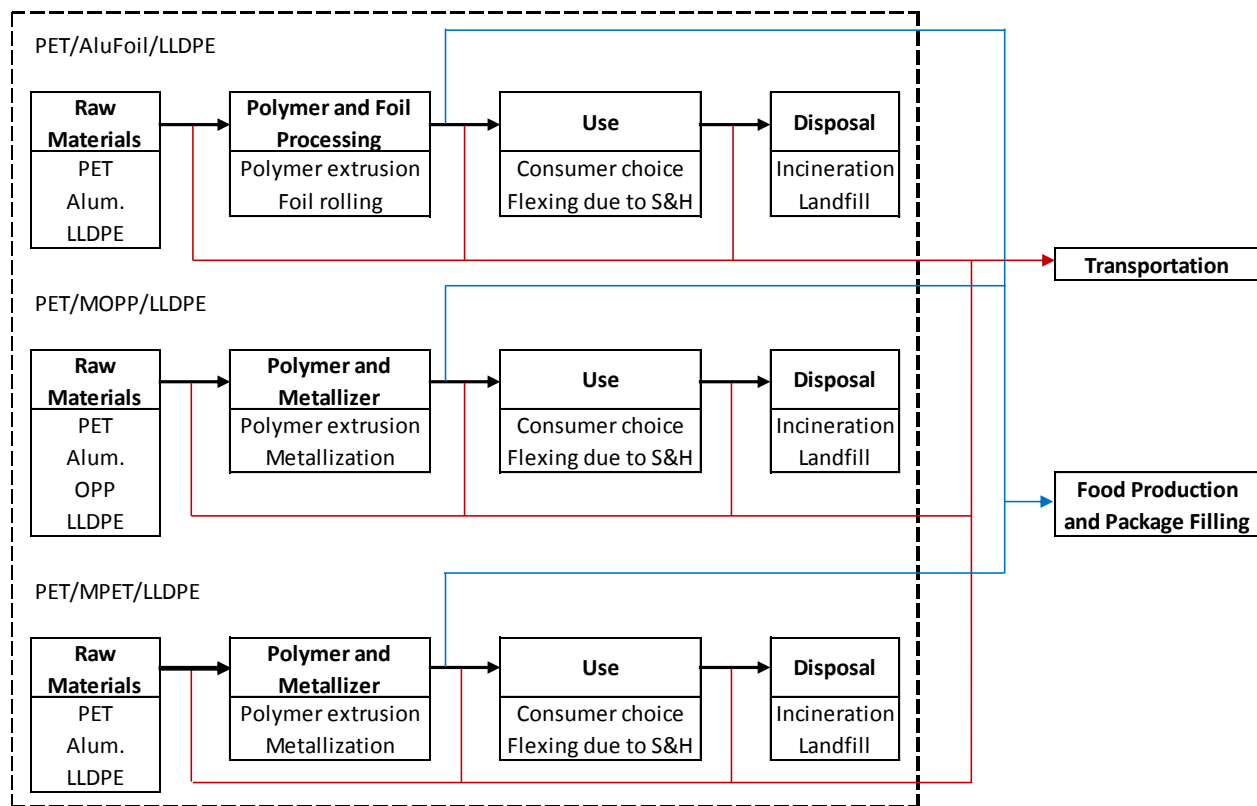 PET/AluFoil/LLDPE
Raw
Materials
PET
Alum.
LLDPE
Polymer and Foil
Processing
Polymer extrusion
Foil rolling
Use
Consumer choice
Flexing due to S&H
Disposal
Incineration
Landfill
Transportation
PET/MOPP/LLDPE
Raw
Materials
PET
Alum.
OPP
LLDPE
Polymer and
Metallizer
Polymer extrusion
Metallization
Use
Consumer choice
Flexing due to S&H
Disposal
Incineration
Landfill
Food Production
and Package Filling
PET/MPET/LLDPE
Raw
Materials
PET
Alum.
LLDPE
Polymer and
Metallizer
Polymer extrusion
Metallization
Use
Consumer choice
Flexing due to S&H
Disposal
Incineration
Landfill